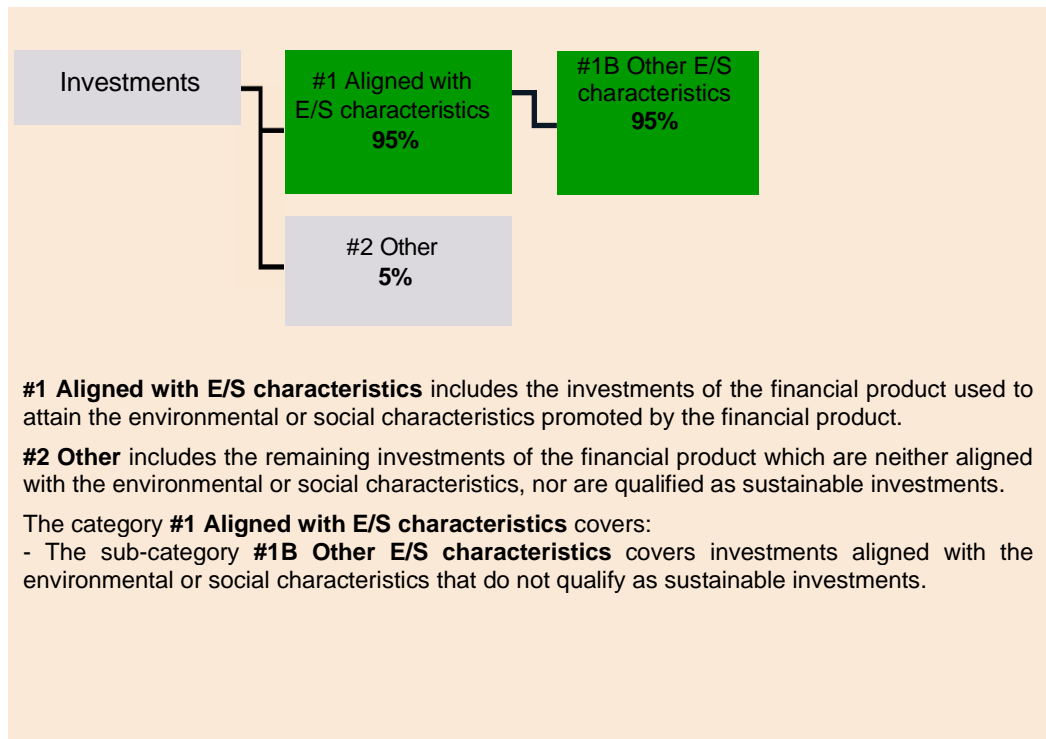 Investments
#1 Aligned with
E/S characteristics
95%
#1B Other E/S
characteristics
95%
#2 Other
5%
#1 Aligned with E/S characteristics includes the investments of the financial product used to
attain the environmental or social characteristics promoted by the financial product.
#2 Other includes the remaining investments of the financial product which are neither aligned
with the environmental or social characteristics, nor are qualified as sustainable investments.
The category #1 Aligned with E/S characteristics covers:
- The sub-category #1B Other E/S characteristics covers investments aligned with the
environmental or social characteristics that do not qualify as sustainable investments.